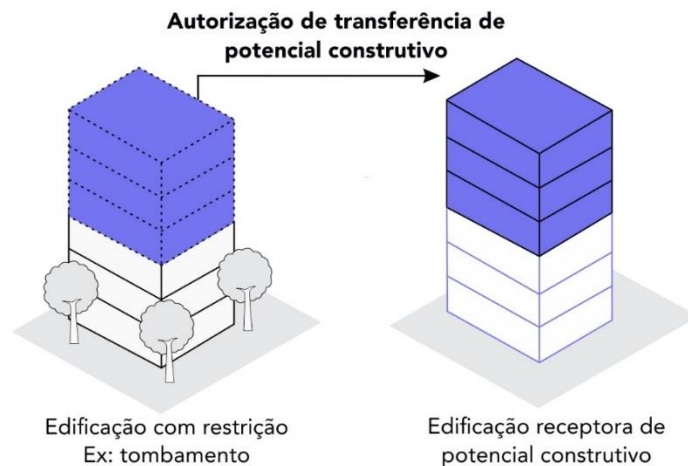 Autorização de transferência de
potencial construtivo
Edificação com restrição
Ex: tombamento
Edificação receptora de
potencial construtivo